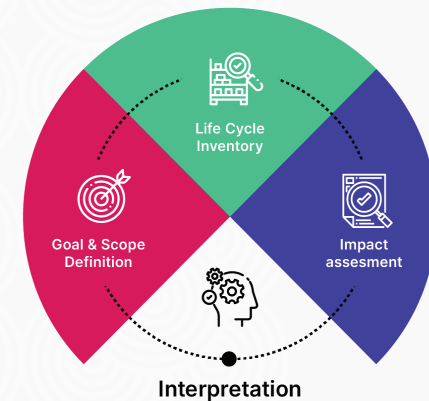 Life Cycle
Inventory
Goal & Scope
Definition
Impact
assesment
Interpretation